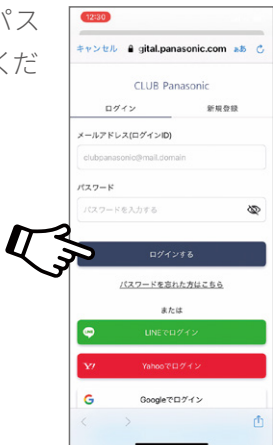 パス
くだ
12:30
キャンセル gital.panasonic.com ああ
CLUB Panasonic
ログイン 新規登録
メールアドレス(ログインID)
clubpanasonic@mail.domain
パスワード
パスワードを入力する
ログインする
パスワードを忘れた方はこちら
または
LINE LINEでログイン
Y! Yahooでログイン
G Googleでログイン